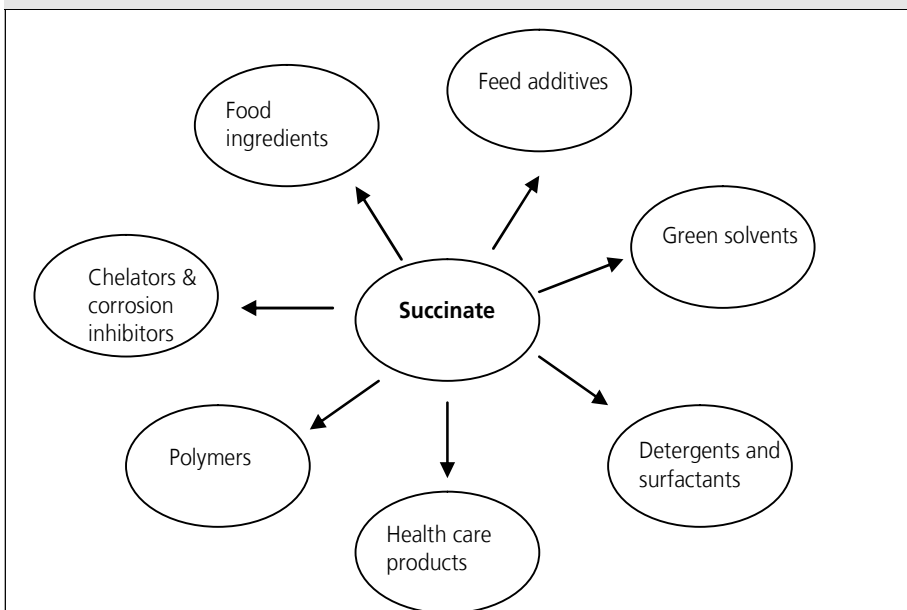 Feed additives
Food
ingredients
Green solvents
Chelators &
corrosion
inhibitors
Succinate
Polymers
Detergents and
surfactants
Health care
products